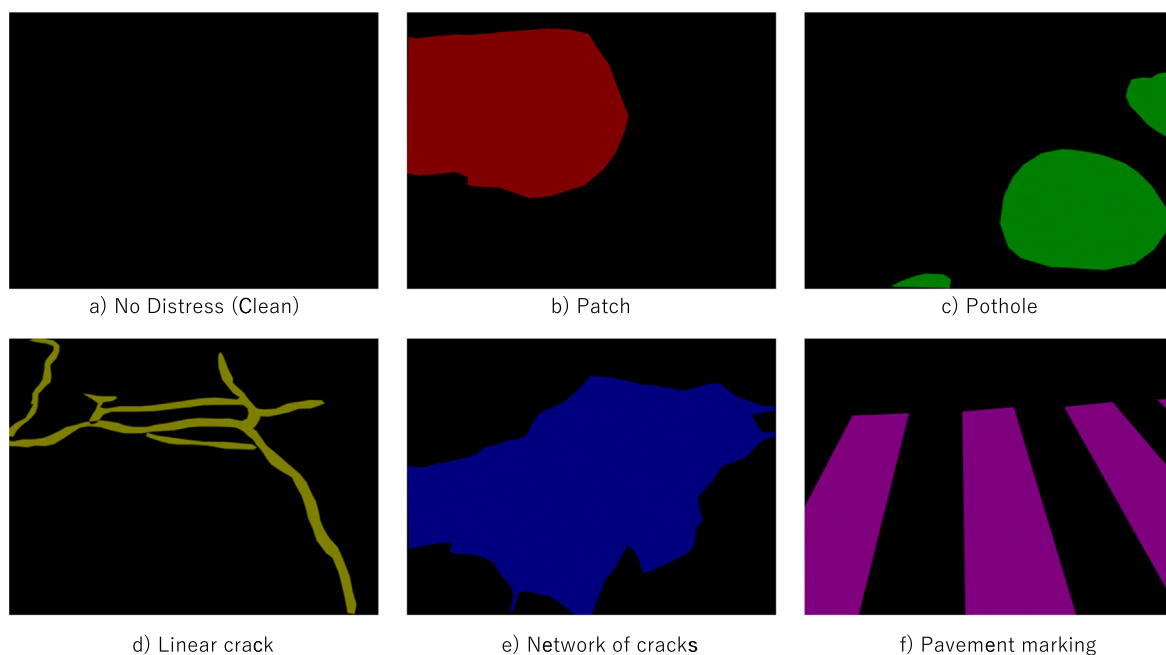 a) No Distress (Clean)
b) Patch
c) Pothole
d) Linear crack
e) Network of cracks
f) Pavement marking